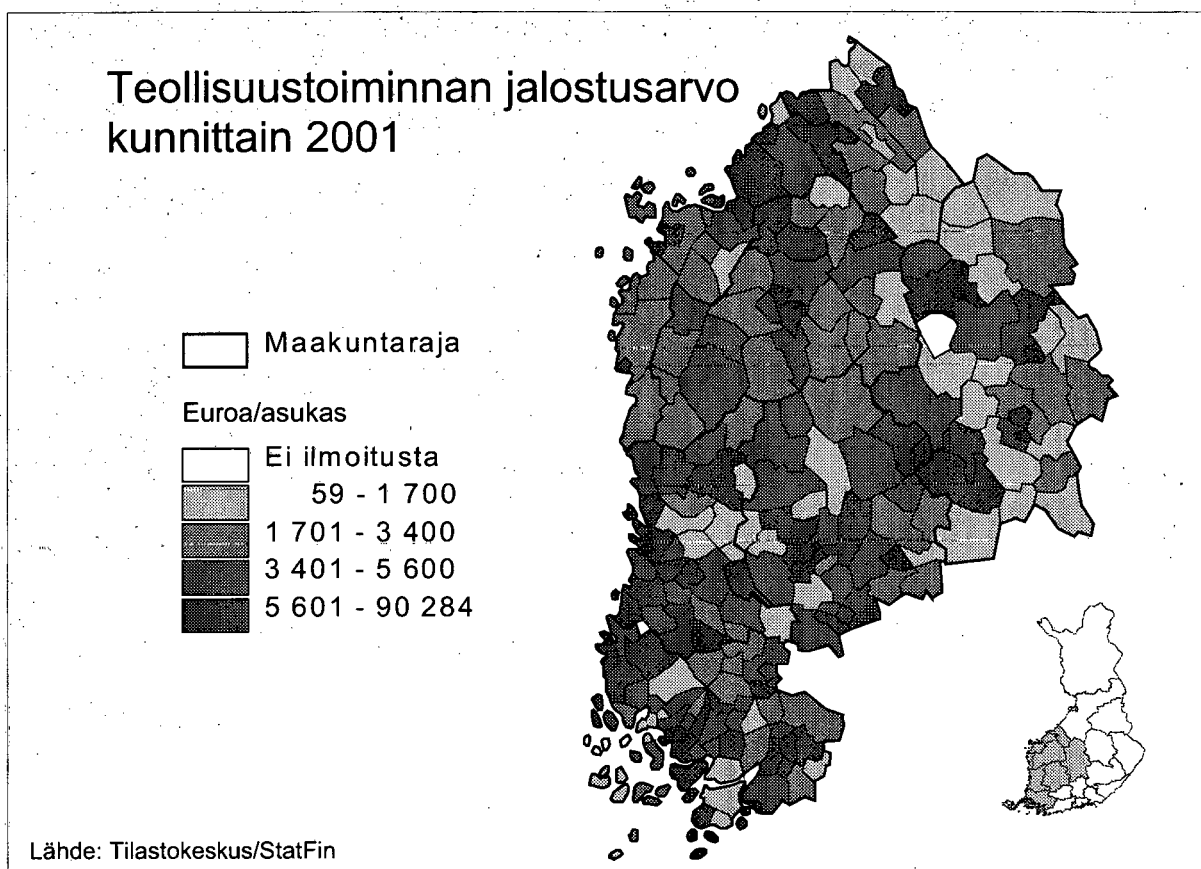 Teollisuustoiminnan jalostusarvo
kunnittain 2001
Maakuntaraja
Euroa/asukas
Ei ilmoitusta
59 - 1 700
1 701 - 3 400
3 401 - 5 600
5 601 - 90 284
Lähde: Tilastokeskus/StatFin